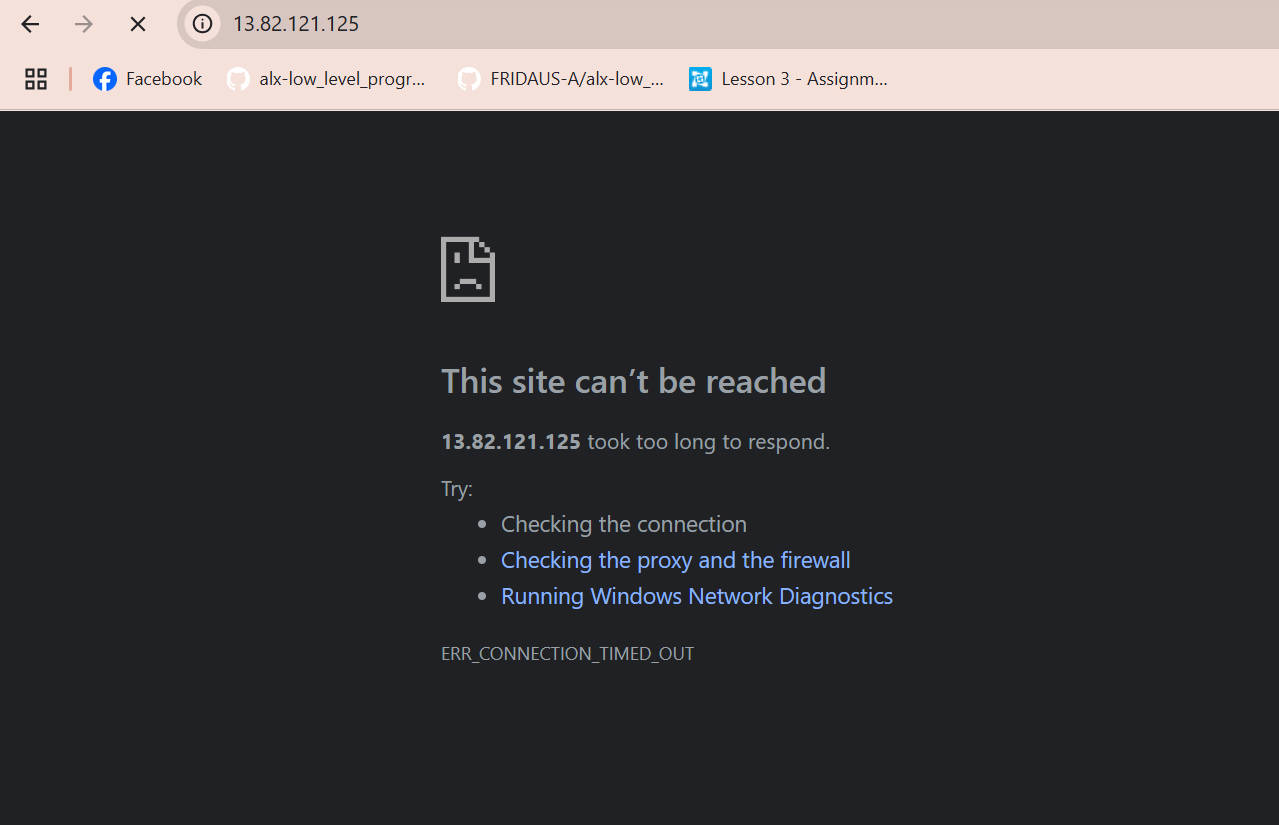 13.82.121.125
Facebook alx-low_level_progr... FRIDAUS-A/alx-low_... Lesson 3 - Assignm...
This site can’t be reached
13.82.121.125 took too long to respond.
Try:
• Checking the connection
• Checking the proxy and the firewall
• Running Windows Network Diagnostics
ERR_CONNECTION_TIMED_OUT